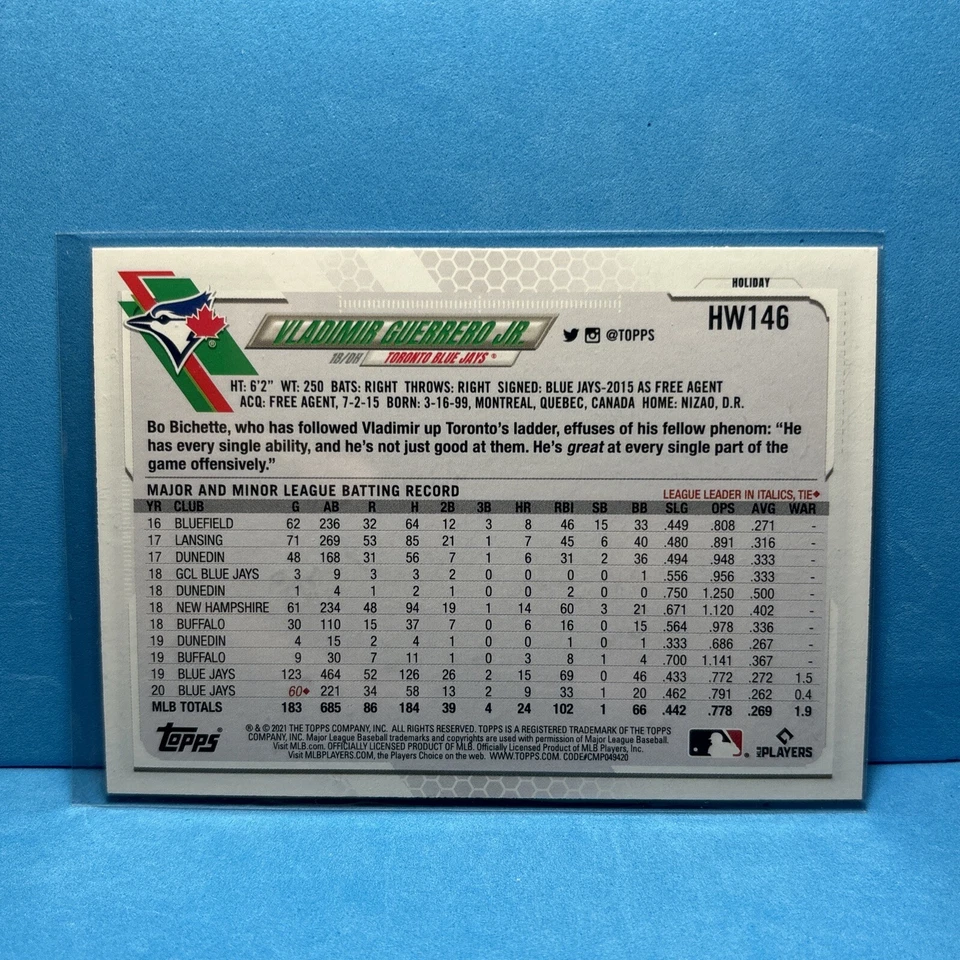 HOLIDAY
HW146
VLADIMIR GUERRERO JR.
@TOPPS
1B/DH TORONTO BLUE JAYS®
HT: 6'2" WT: 250 BATS: RIGHT THROWS: RIGHT SIGNED: BLUE JAYS-2015 AS FREE AGENT
ACQ: FREE AGENT, 7-2-15 BORN: 3-16-99, MONTREAL, QUEBEC, CANADA HOME: NIZAO, D.R.
Bo Bichette, who has followed Vladimir up Toronto's ladder, effuses of his fellow phenom: "He
has every single ability, and he's not just good at them. He's great at every single part of the
game offensively."
MAJOR AND MINOR LEAGUE BATTING RECORD LEAGUE LEADER IN ITALICS, TIE♦
YR CLUB G AB R H 2B 3B HR RBI SB BB SLG OPS AVG WAR
16 BLUEFIELD 62 236 32 64 12 3 8 46 15 33 .449 .808 .271 -
17 LANSING 71 269 53 85 21 1 7 45 6 40 .480 .891 .316 -
17 DUNEDIN 48 168 31 56 7 1 6 31 2 36 .494 .948 .333 -
18 GCL BLUE JAYS 3 9 3 3 2 0 0 0 0 1 .556 .956 .333 -
18 DUNEDIN 1 4 1 2 1 0 0 0 0 0 .750 1.250 .500 -
18 NEW HAMPSHIRE 61 234 48 94 19 1 14 60 3 21 .671 1.120 .402 -
18 BUFFALO 30 110 15 37 7 0 6 16 0 15 .564 .978 .336 -
19 DUNEDIN 4 15 2 4 1 0 0 1 0 1 .333 .686 .267 -
19 BUFFALO 9 30 7 11 1 0 3 8 1 4 .700 1.141 .367 -
19 BLUE JAYS 123 464 52 126 26 2 15 69 0 46 .433 .772 .272 1.5
20 BLUE JAYS 60♦ 221 34 58 13 2 9 33 1 20 .462 .791 .262 0.4
MLB TOTALS 183 685 86 184 39 4 24 102 1 66 .442 .778 .269 1.9
topps®
® & © 2021 THE TOPPS COMPANY, INC. ALL RIGHTS RESERVED. TOPPS IS A REGISTERED TRADEMARK OF THE TOPPS
COMPANY, INC. Major League Baseball trademarks and copyrights are used with permission of Major League Baseball.
Visit MLB.com. OFFICIALLY LICENSED PRODUCT OF MLB. Officially Licensed Product of MLB Players, Inc.
Visit MLBPLAYERS.COM, the Players Choice on the web. WWW.TOPPS.COM. CODE#CMP049420
MLB PLAYERS